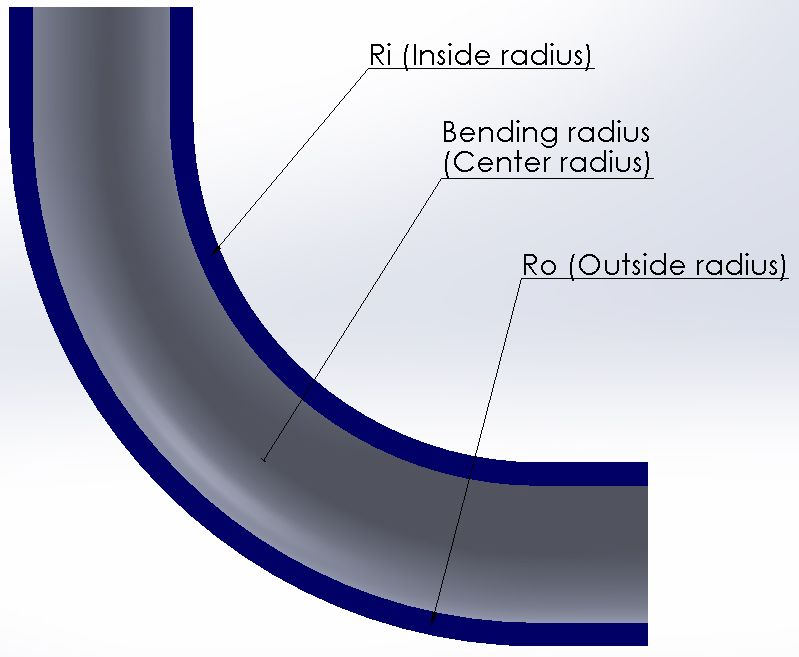 Ri (Inside radius)
Bending radius
(Center radius)
Ro (Outside radius)